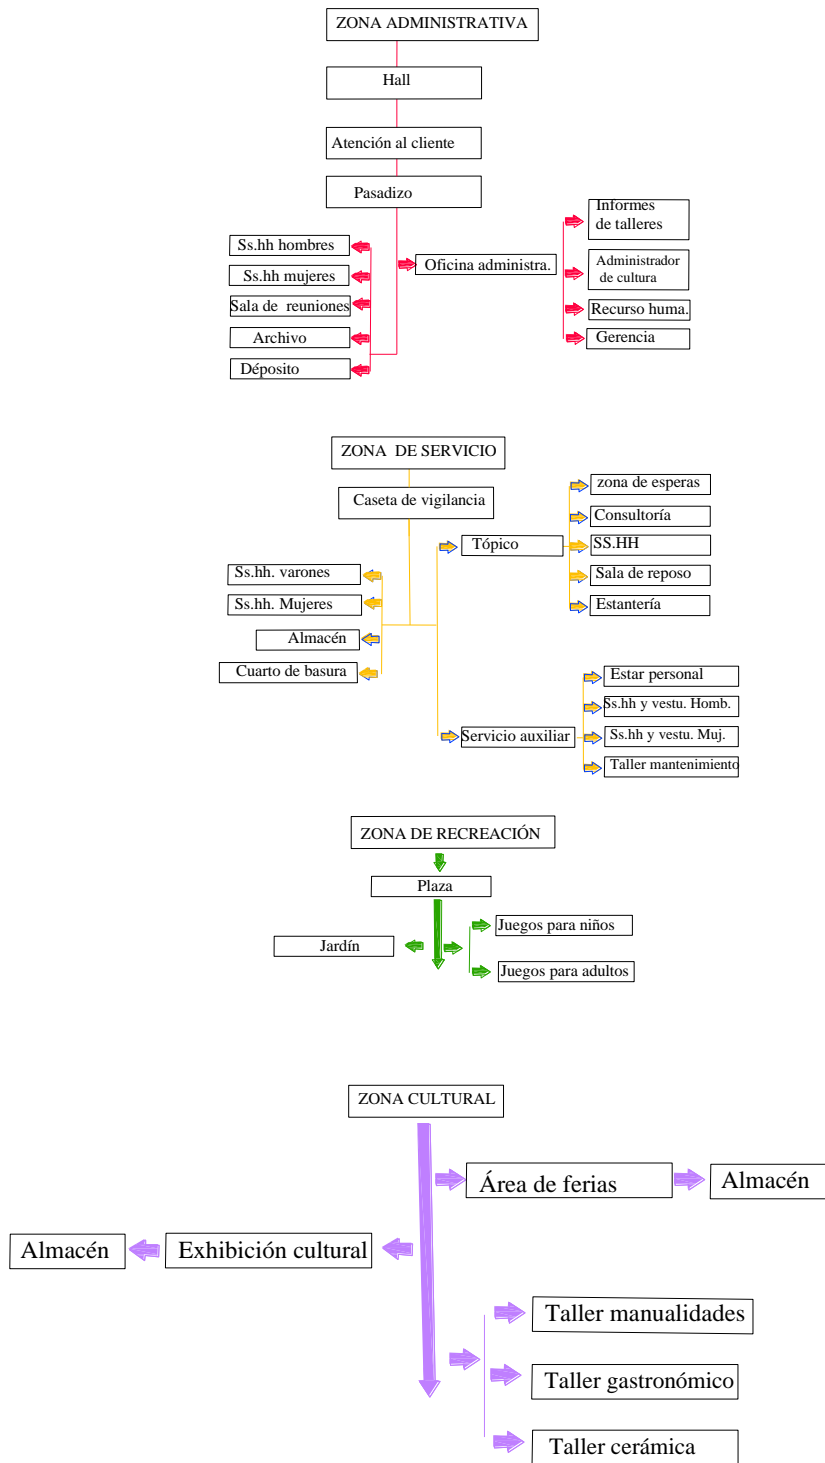 ZONA ADMINISTRATIVA
Hall
Atención al cliente
Pasadizo
Ss.hh hombres
Ss.hh mujeres
Sala de reuniones
Archivo
Déposito
Oficina administra.
Informes
de talleres
Administrador
de cultura
Recurso huma.
Gerencia
ZONA DE SERVICIO
Caseta de vigilancia
Ss.hh. varones
Ss.hh. Mujeres
Almacén
Cuarto de basura
Tópico
zona de esperas
Consultoría
SS.HH
Sala de reposo
Estantería
Servicio auxiliar
Estar personal
Ss.hh y vestu. Homb.
Ss.hh y vestu. Muj.
Taller mantenimiento
ZONA DE RECREACIÓN
Plaza
Jardín
Juegos para niños
Juegos para adultos
ZONA CULTURAL
Área de ferias
Almacén
Almacén
Exhibición cultural
Taller manualidades
Taller gastronómico
Taller cerámica